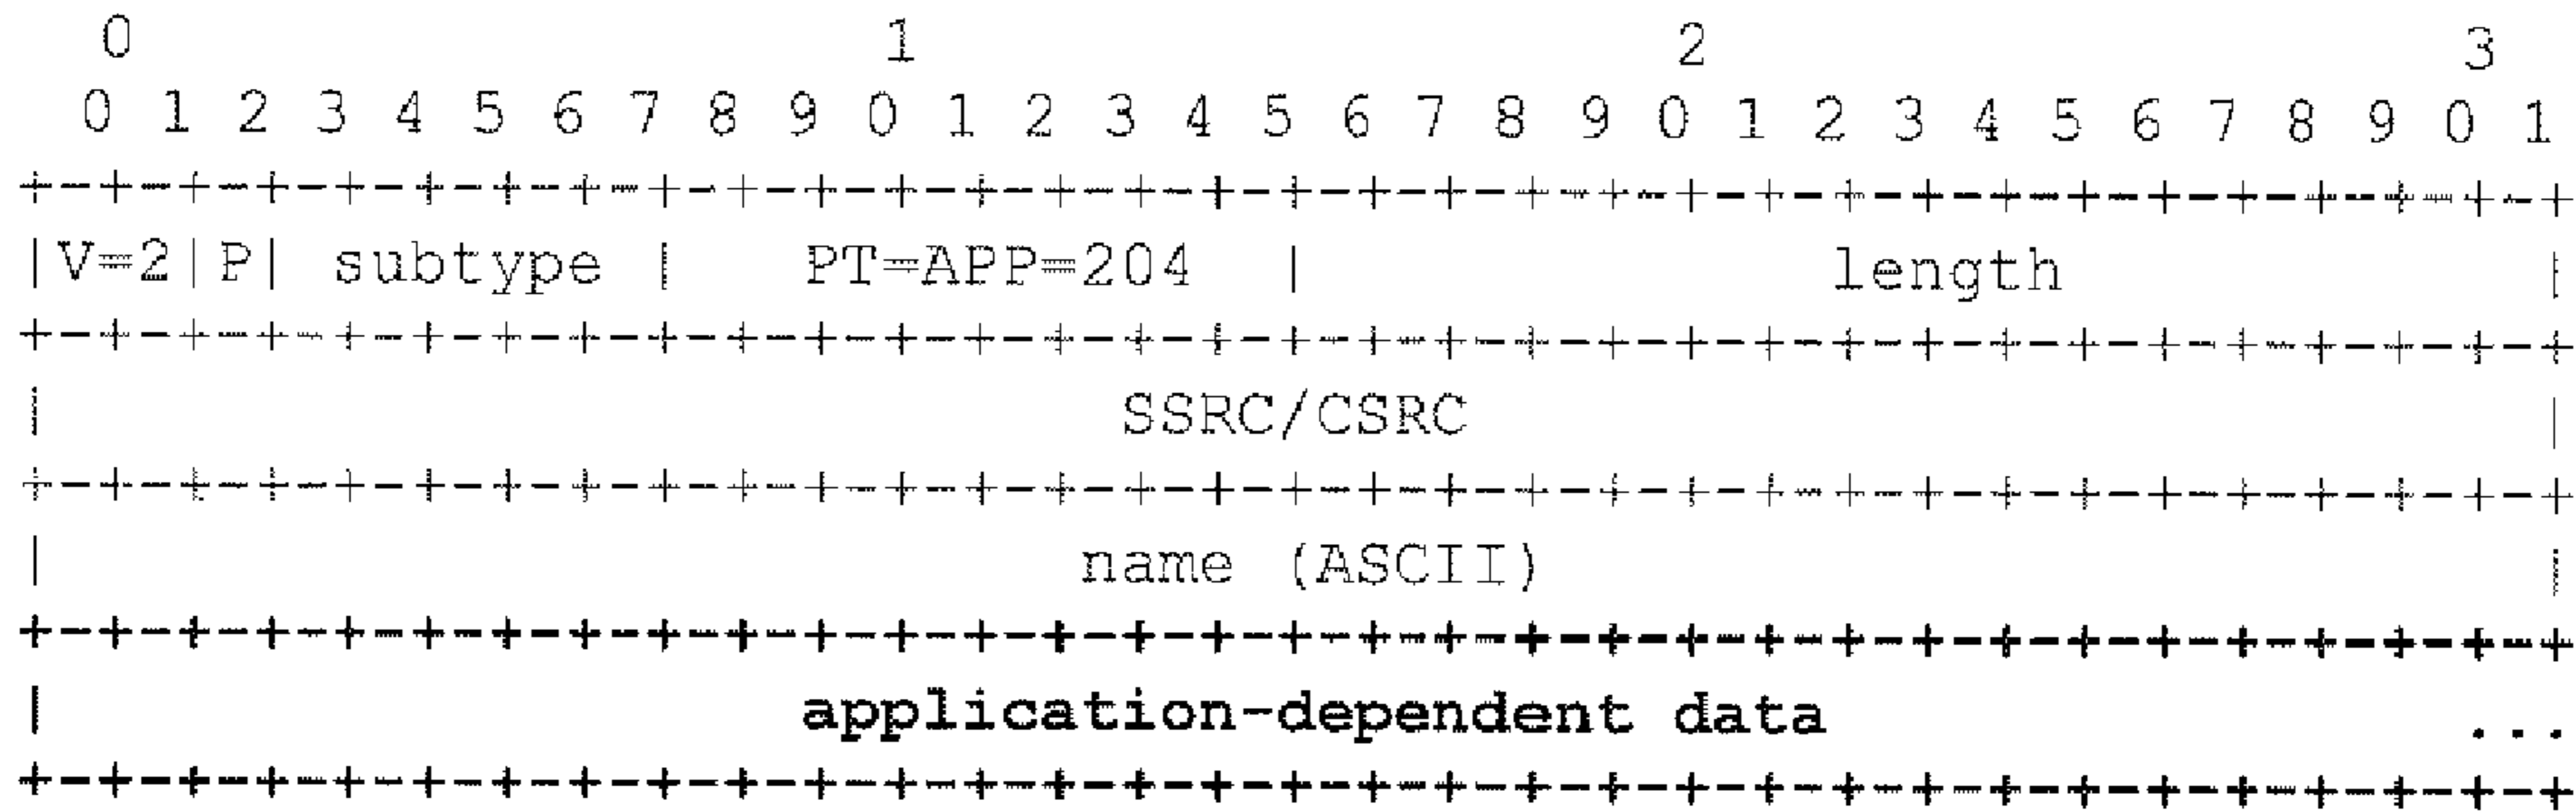 0 1 2 3
0 1 2 3 4 5 6 7 8 9 0 1 2 3 4 5 6 7 8 9 0 1 2 3 4 5 6 7 8 9 0 1
+-+-+-+-+-+-+-+-+-+-+-+-+-+-+-+-+-+-+-+-+-+-+-+-+-+-+-+-+-+-+-+-+
|V=2|P| subtype | PT=APP=204 | length |
+-+-+-+-+-+-+-+-+-+-+-+-+-+-+-+-+-+-+-+-+-+-+-+-+-+-+-+-+-+-+-+-+
| SSRC/CSRC |
+-+-+-+-+-+-+-+-+-+-+-+-+-+-+-+-+-+-+-+-+-+-+-+-+-+-+-+-+-+-+-+-+
| name (ASCII) |
+-+-+-+-+-+-+-+-+-+-+-+-+-+-+-+-+-+-+-+-+-+-+-+-+-+-+-+-+-+-+-+-+
| application-dependent data ...
+-+-+-+-+-+-+-+-+-+-+-+-+-+-+-+-+-+-+-+-+-+-+-+-+-+-+-+-+-+-+-+-+